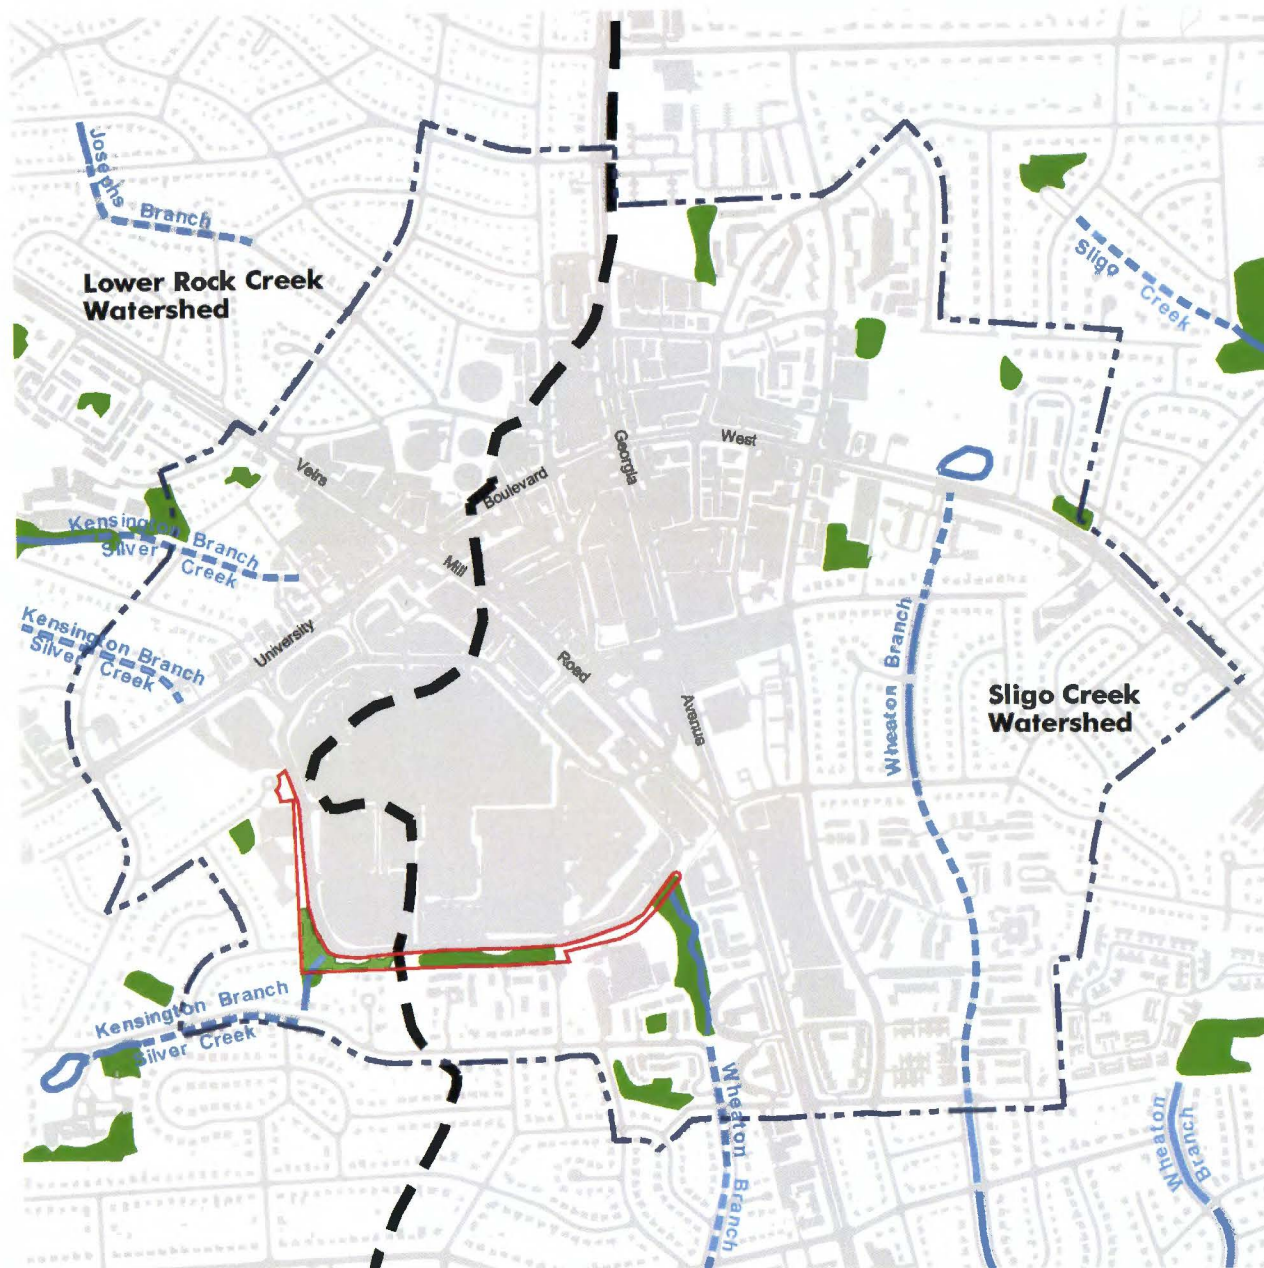 Josephs
Branch
Lower Rock Creek
Watershed
Sligo
Creek
West
Georgia
Veirs
Boulevard
Kensington Branch
Silver
Creek
Mill
Kensington Branch
Silver Creek
University
Road
Wheaton Branch
Avenue
Sligo Creek
Watershed
Kensington Branch
Silver Creek
Wheaton Branch
Wheaton
Branch